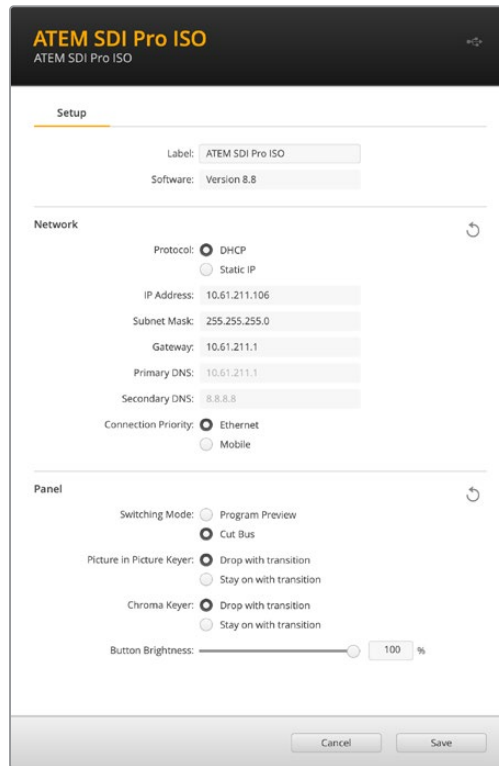 ATEM SDI Pro ISO
ATEM SDI Pro ISO
Setup
Label: ATEM SDI Pro ISO
Software: Version 8.8
Network
Protocol: DHCP
Static IP
IP Address: 10.61.211.106
Subnet Mask: 255.255.255.0
Gateway: 10.61.211.1
Primary DNS: 10.61.211.1
Secondary DNS: 8.8.8.8
Connection Priority: Ethernet
Mobile
Panel
Switching Mode: Program Preview
Cut Bus
Picture in Picture Keyer: Drop with transition
Stay on with transition
Chroma Keyer: Drop with transition
Stay on with transition
Button Brightness: 100 %
Cancel Save